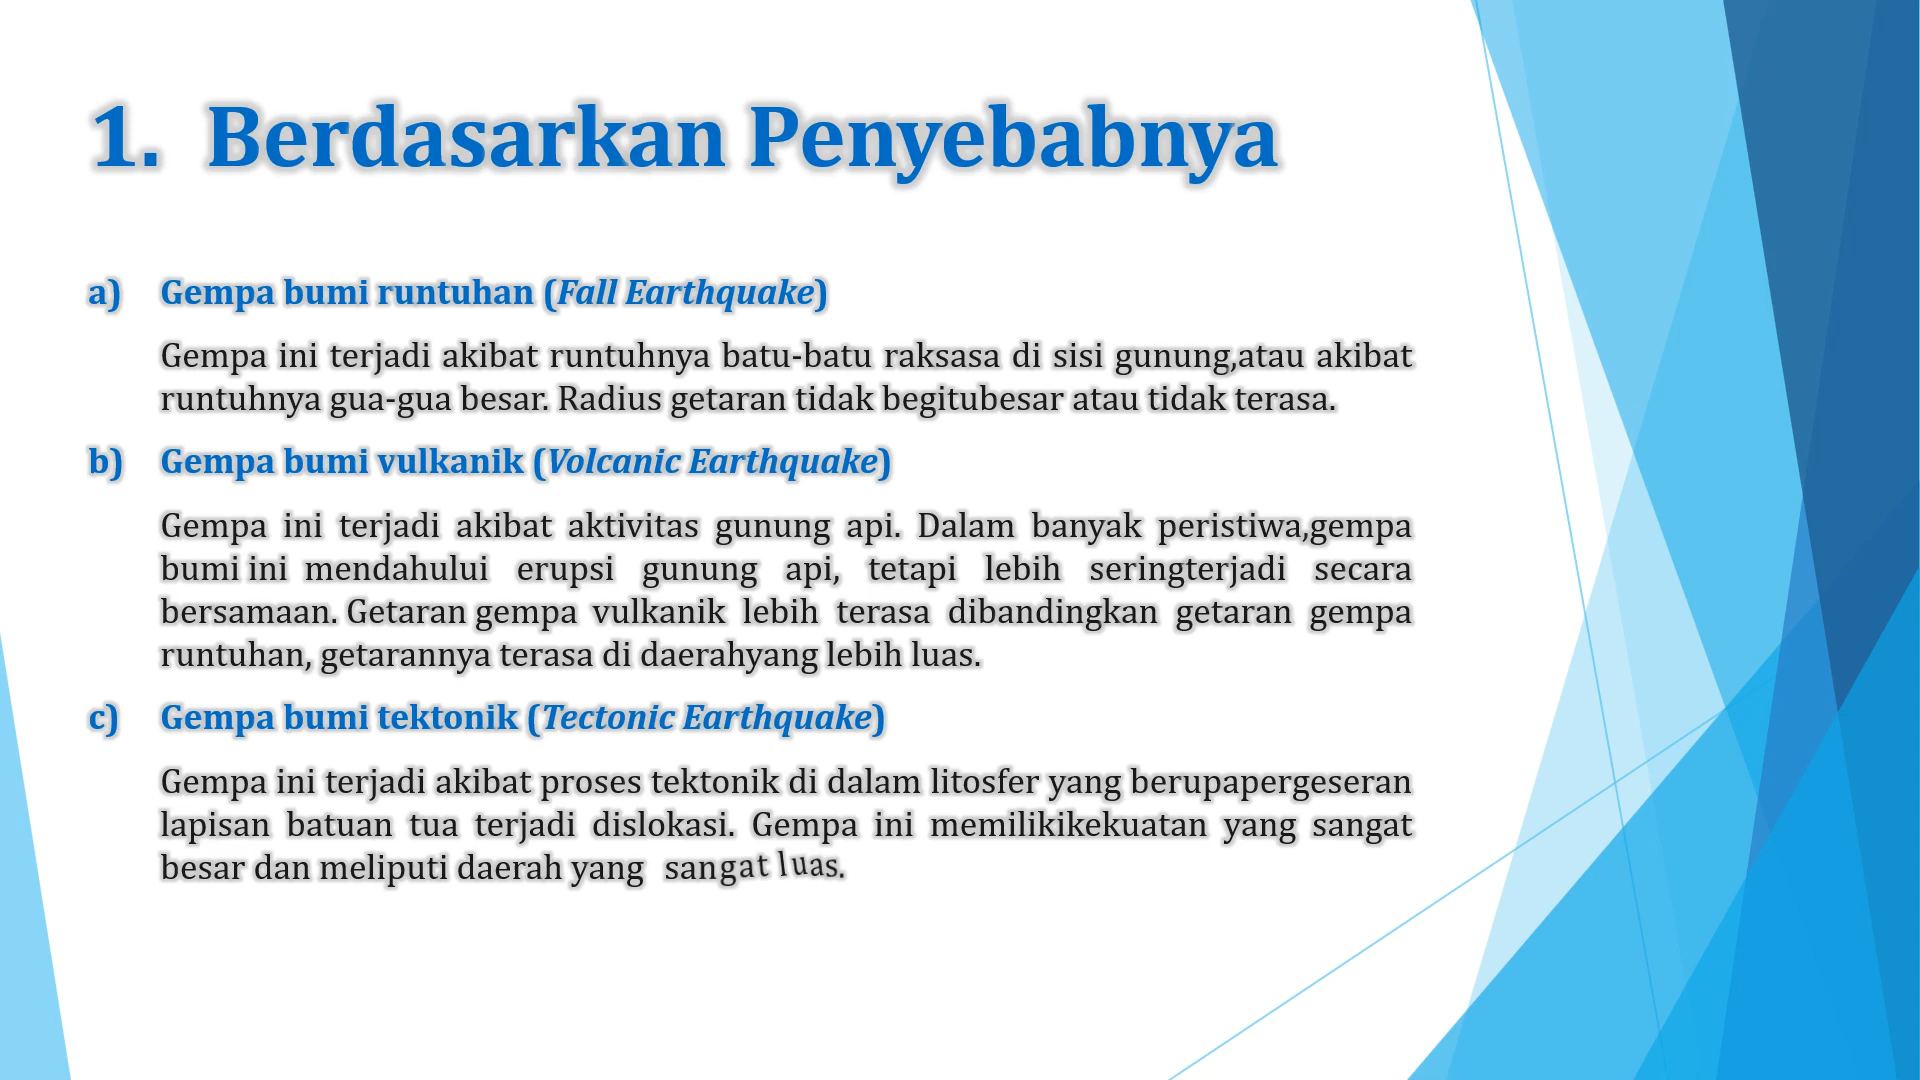 1. Berdasarkan Penyebabnya
a) Gempa bumi runtuhan (Fall Earthquake)
Gempa ini terjadi akibat runtuhnya batu-batu raksasa di sisi gunung,atau akibat
runtuhnya gua-gua besar. Radius getaran tidak begitubesar atau tidak terasa.
b) Gempa bumi vulkanik (Volcanic Earthquake)
Gempa ini terjadi akibat aktivitas gunung api. Dalam banyak peristiwa,gempa
bumi ini mendahului erupsi gunung api, tetapi lebih seringterjadi secara
bersamaan. Getaran gempa vulkanik lebih terasa dibandingkan getaran gempa
runtuhan, getarannya terasa di daerahyang lebih luas.
c) Gempa bumi tektonik (Tectonic Earthquake)
Gempa ini terjadi akibat proses tektonik di dalam litosfer yang berupapergeseran
lapisan batuan tua terjadi dislokasi. Gempa ini memilikikekuatan yang sangat
besar dan meliputi daerah yang sangat luas.